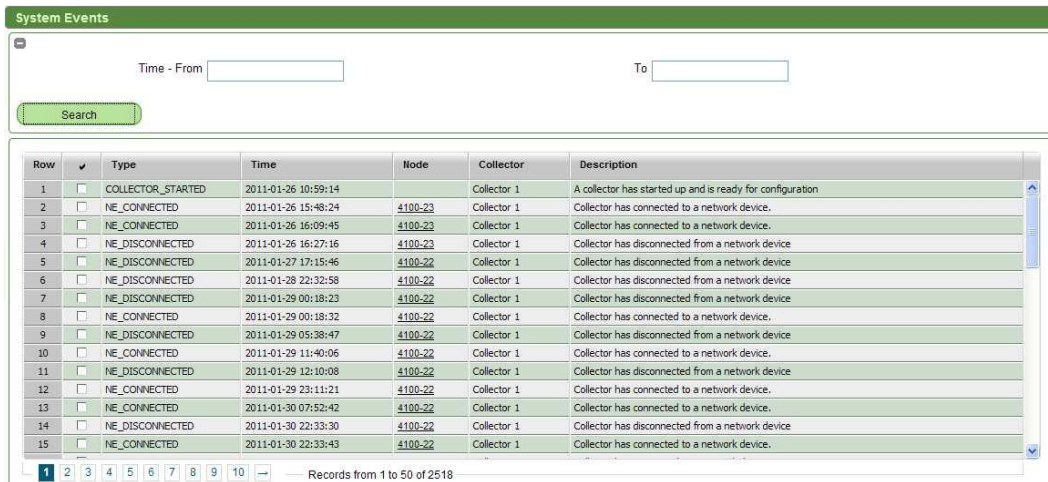 System Events
Time - From To
Search
Row Type Time Node Collector Description
1 COLLECTOR_STARTED 2011-01-26 10:59:14 Collector 1 A collector has started up and is ready for configuration
2 NE_CONNECTED 2011-01-26 15:48:24 4100-23 Collector 1 Collector has connected to a network device.
3 NE_CONNECTED 2011-01-26 16:09:45 4100-23 Collector 1 Collector has connected to a network device.
4 NE_DISCONNECTED 2011-01-26 16:27:16 4100-23 Collector 1 Collector has disconnected from a network device
5 NE_DISCONNECTED 2011-01-27 17:15:46 4100-22 Collector 1 Collector has disconnected from a network device
6 NE_DISCONNECTED 2011-01-28 22:32:58 4100-22 Collector 1 Collector has disconnected from a network device
7 NE_DISCONNECTED 2011-01-29 00:18:23 4100-22 Collector 1 Collector has disconnected from a network device
8 NE_CONNECTED 2011-01-29 00:18:32 4100-22 Collector 1 Collector has connected to a network device.
9 NE_DISCONNECTED 2011-01-29 05:38:47 4100-22 Collector 1 Collector has disconnected from a network device
10 NE_CONNECTED 2011-01-29 11:40:06 4100-22 Collector 1 Collector has connected to a network device.
11 NE_DISCONNECTED 2011-01-29 12:10:08 4100-22 Collector 1 Collector has disconnected from a network device
12 NE_CONNECTED 2011-01-29 23:11:21 4100-22 Collector 1 Collector has connected to a network device.
13 NE_CONNECTED 2011-01-30 07:52:42 4100-22 Collector 1 Collector has connected to a network device.
14 NE_DISCONNECTED 2011-01-30 22:33:30 4100-22 Collector 1 Collector has disconnected from a network device
15 NE_CONNECTED 2011-01-30 22:33:43 4100-22 Collector 1 Collector has connected to a network device.
1 2 3 4 5 6 7 8 9 10 → Records from 1 to 50 of 2518